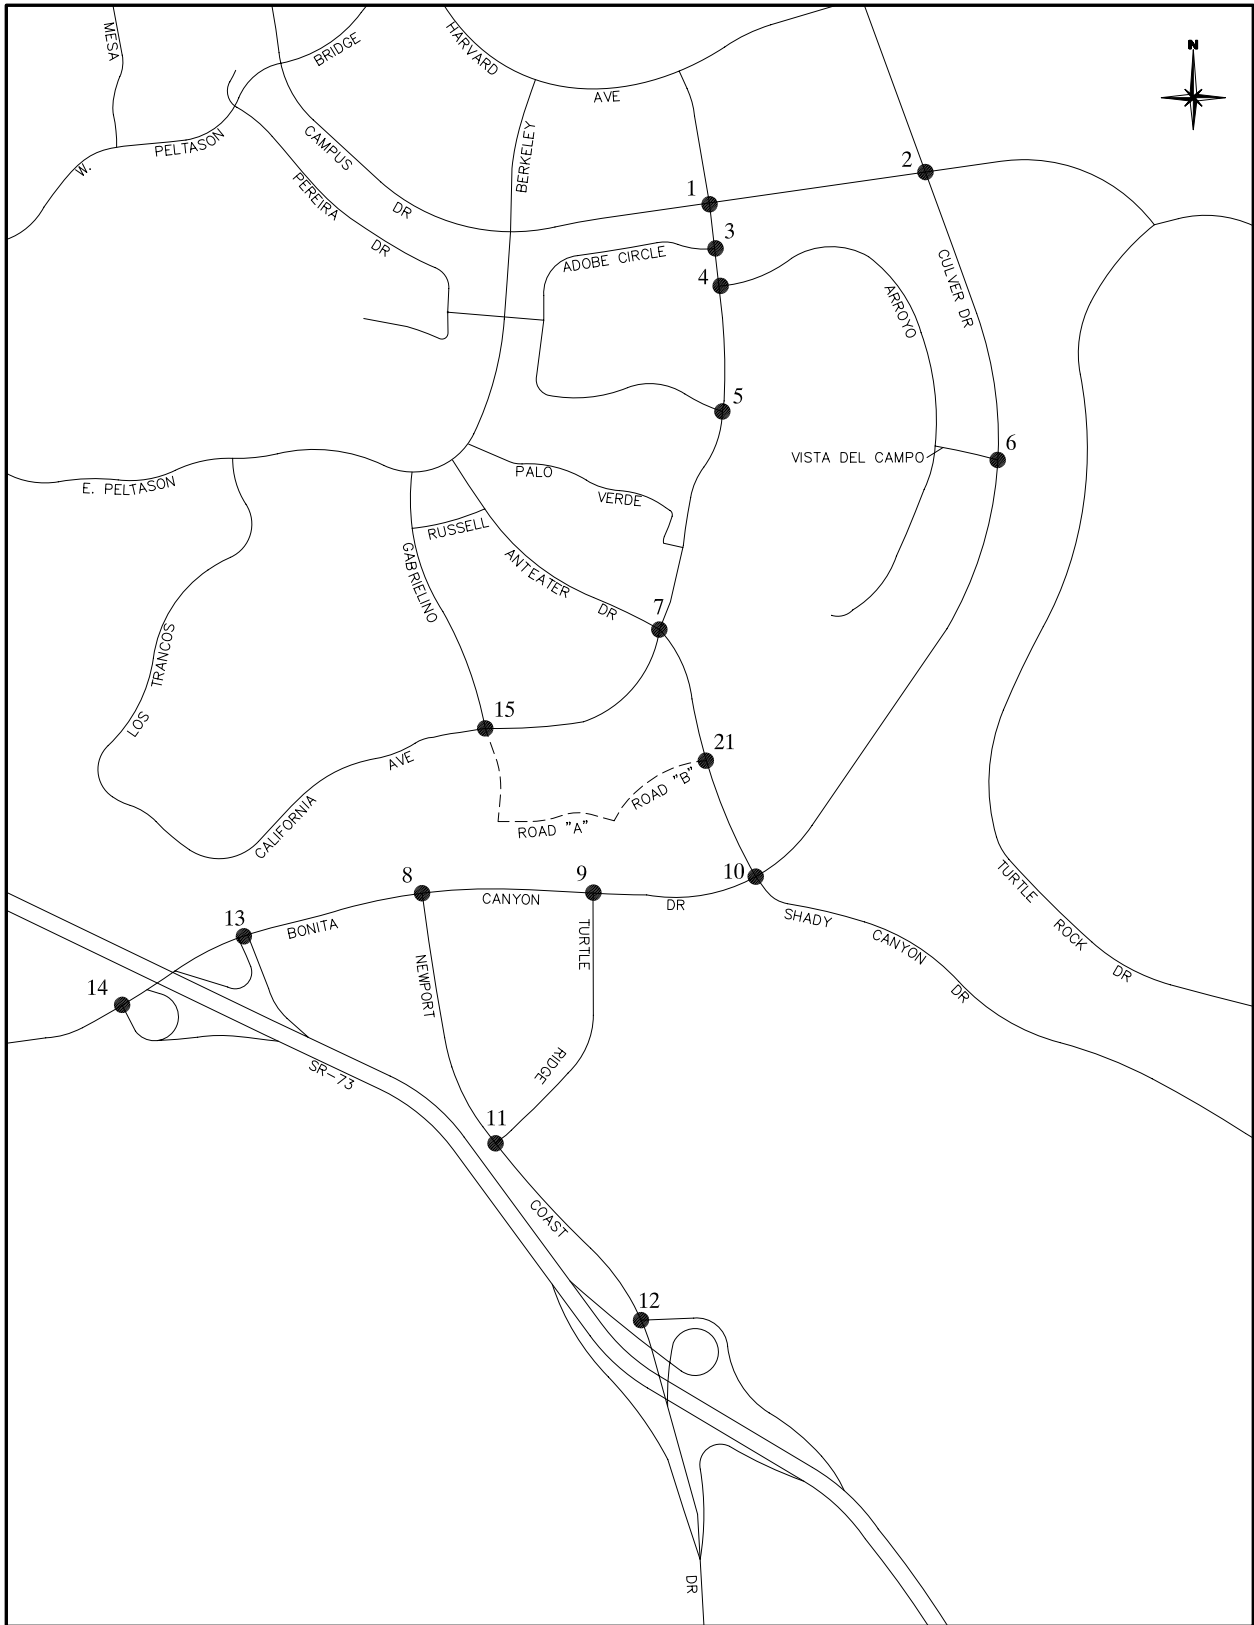 MESA
BRIDGE
HARVARD
AVE
N
W.
PELTASON
CAMPUS
DR
PEREIRA
DR
BERKELEY
1
2
3
4
ADOBE CIRCLE
ARROYO
CULVER DR
5
6
VISTA DEL CAMPO
E. PELTASON
PALO
VERDE
RUSSELL
GABRIELINO
ANTEATER
DR
7
LOS
TRANCOS
15
21
CALIFORNIA
AVE
ROAD "A"
ROAD "B"
8
9
10
13
14
BONITA
CANYON
DR
SHADY
CANYON
DR
TURTLE
ROCK
DR
NEWPORT
TURTLE
RIDGE
SR-73
11
COAST
12
DR